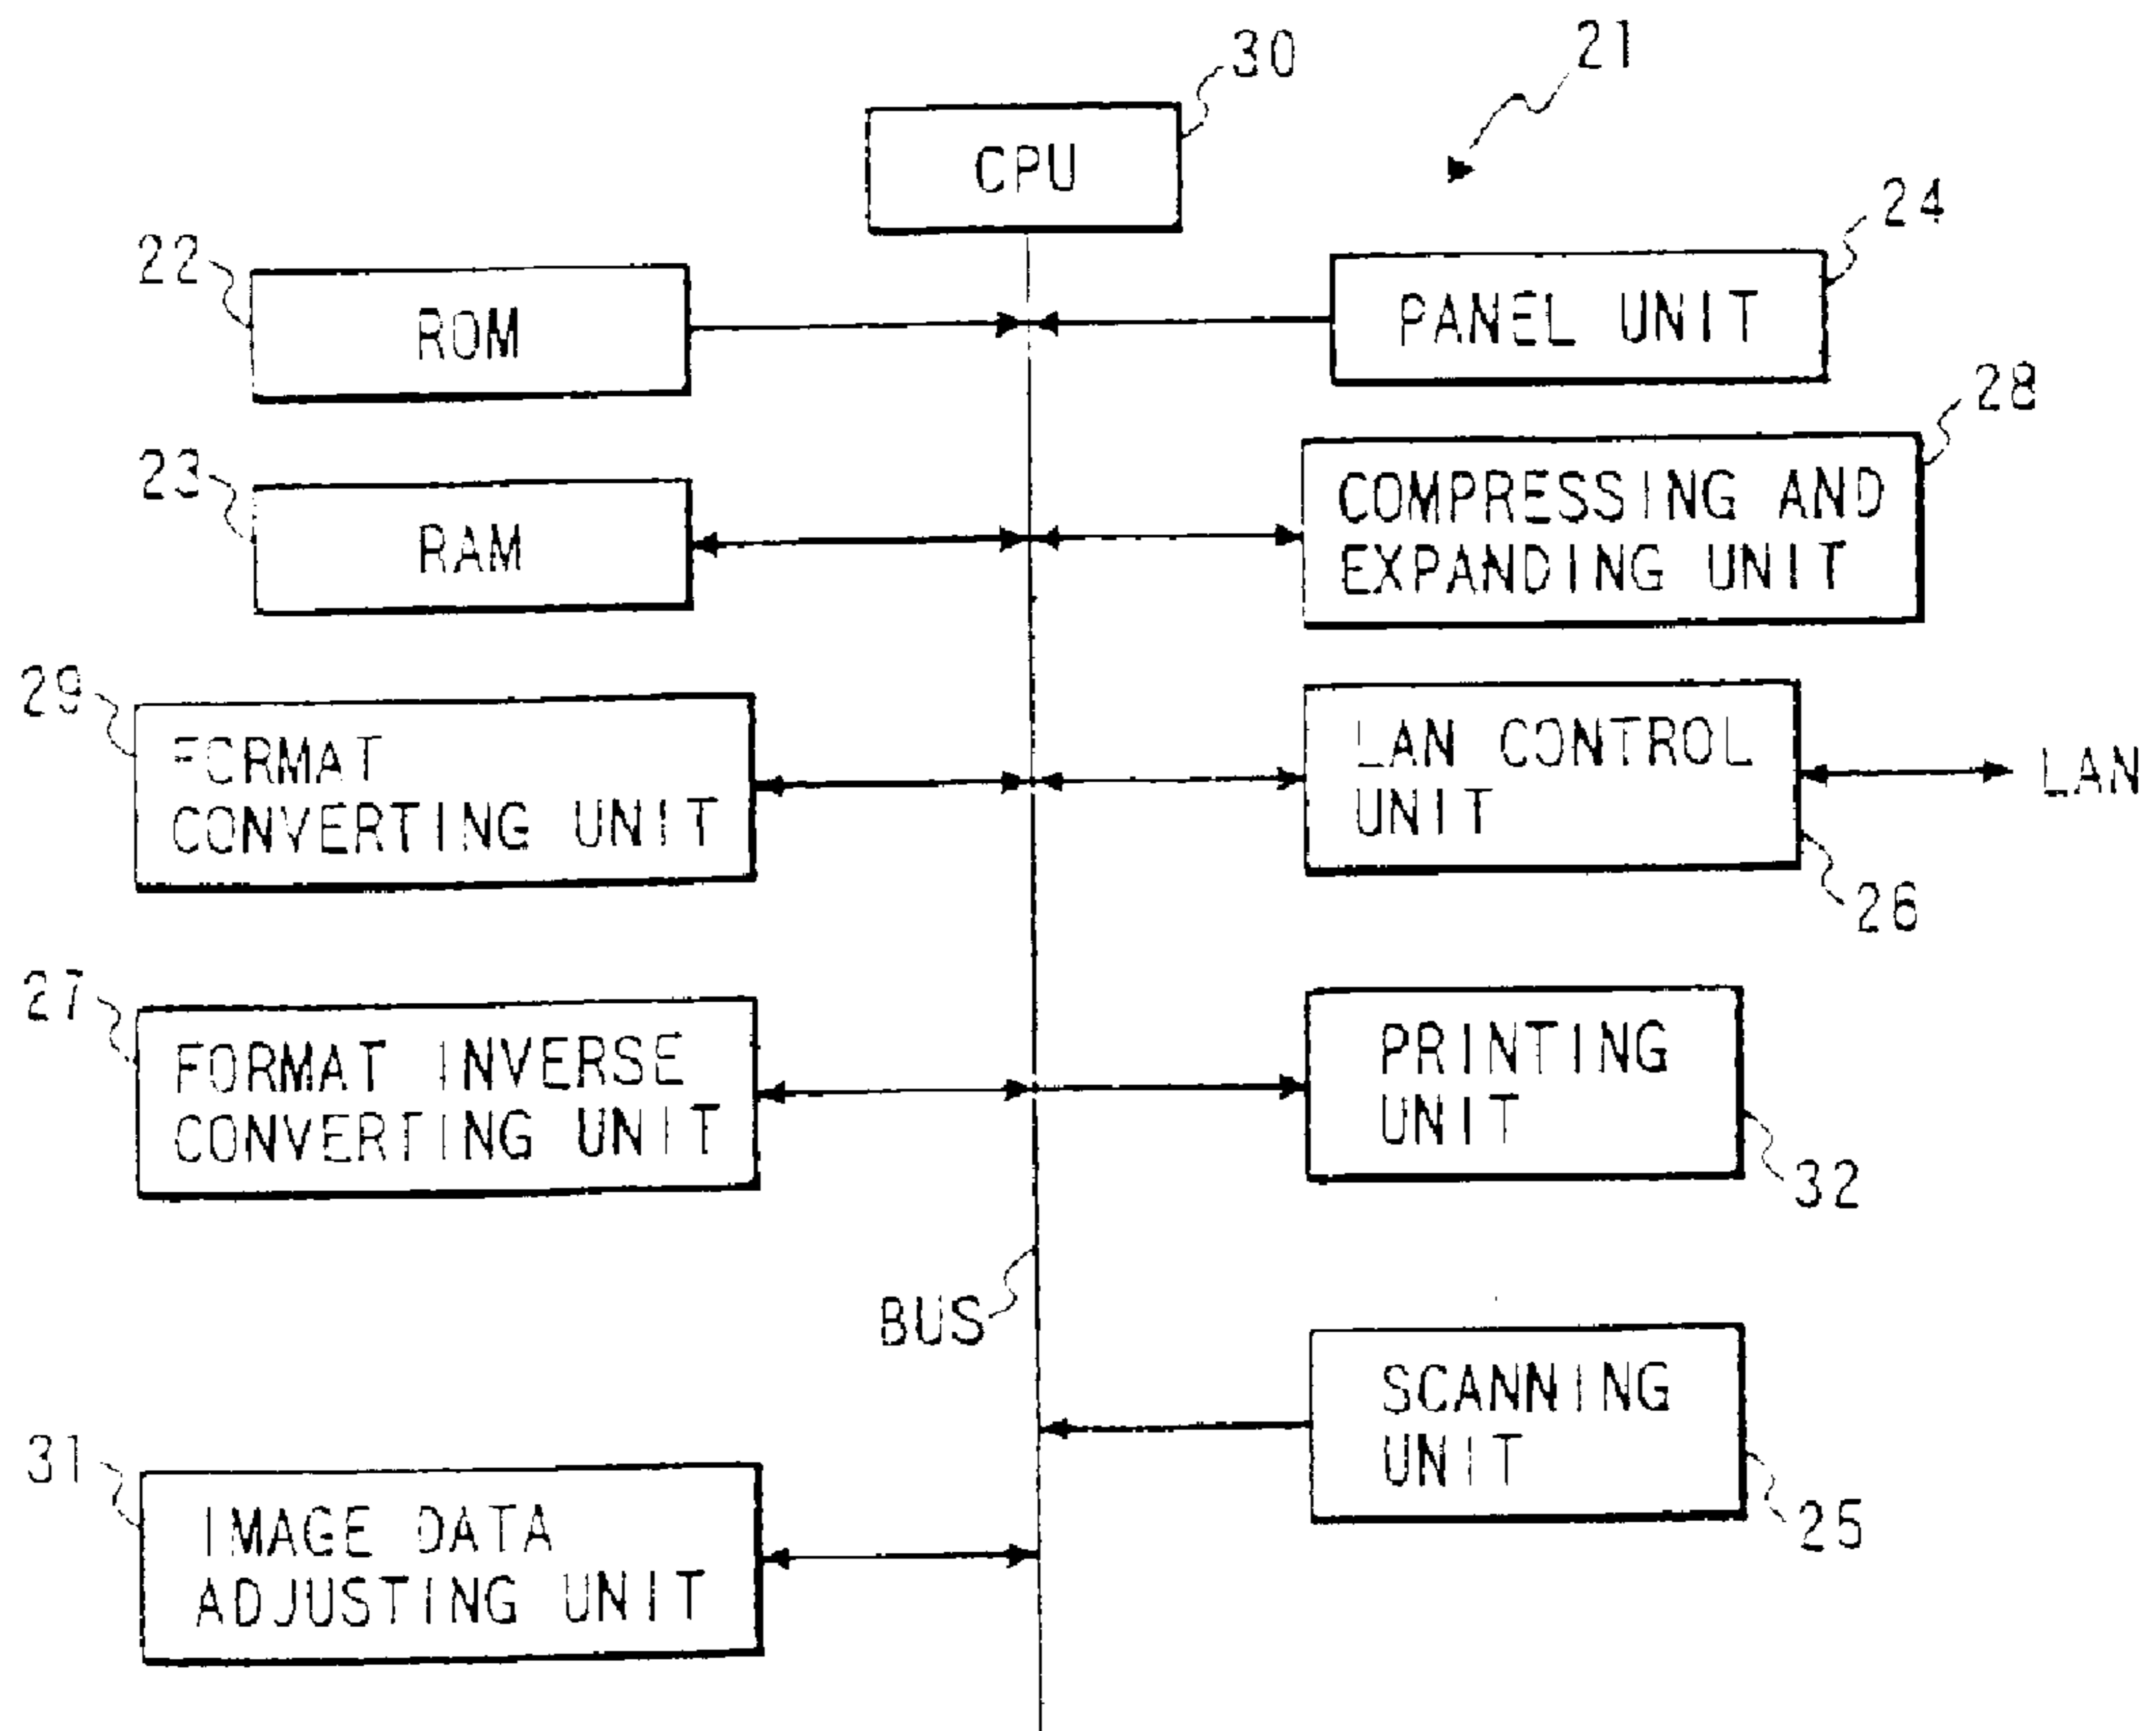 30
21
CPU
24
22
ROM
PANEL UNIT
28
23
RAM
COMPRESSING AND
EXPANDING UNIT
29
FORMAT
CONVERTING UNIT
LAN CONTROL
UNIT
LAN
26
27
FORMAT INVERSE
CONVERTING UNIT
PRINTING
UNIT
32
BUS
SCANNING
UNIT
25
31
IMAGE DATA
ADJUSTING UNIT